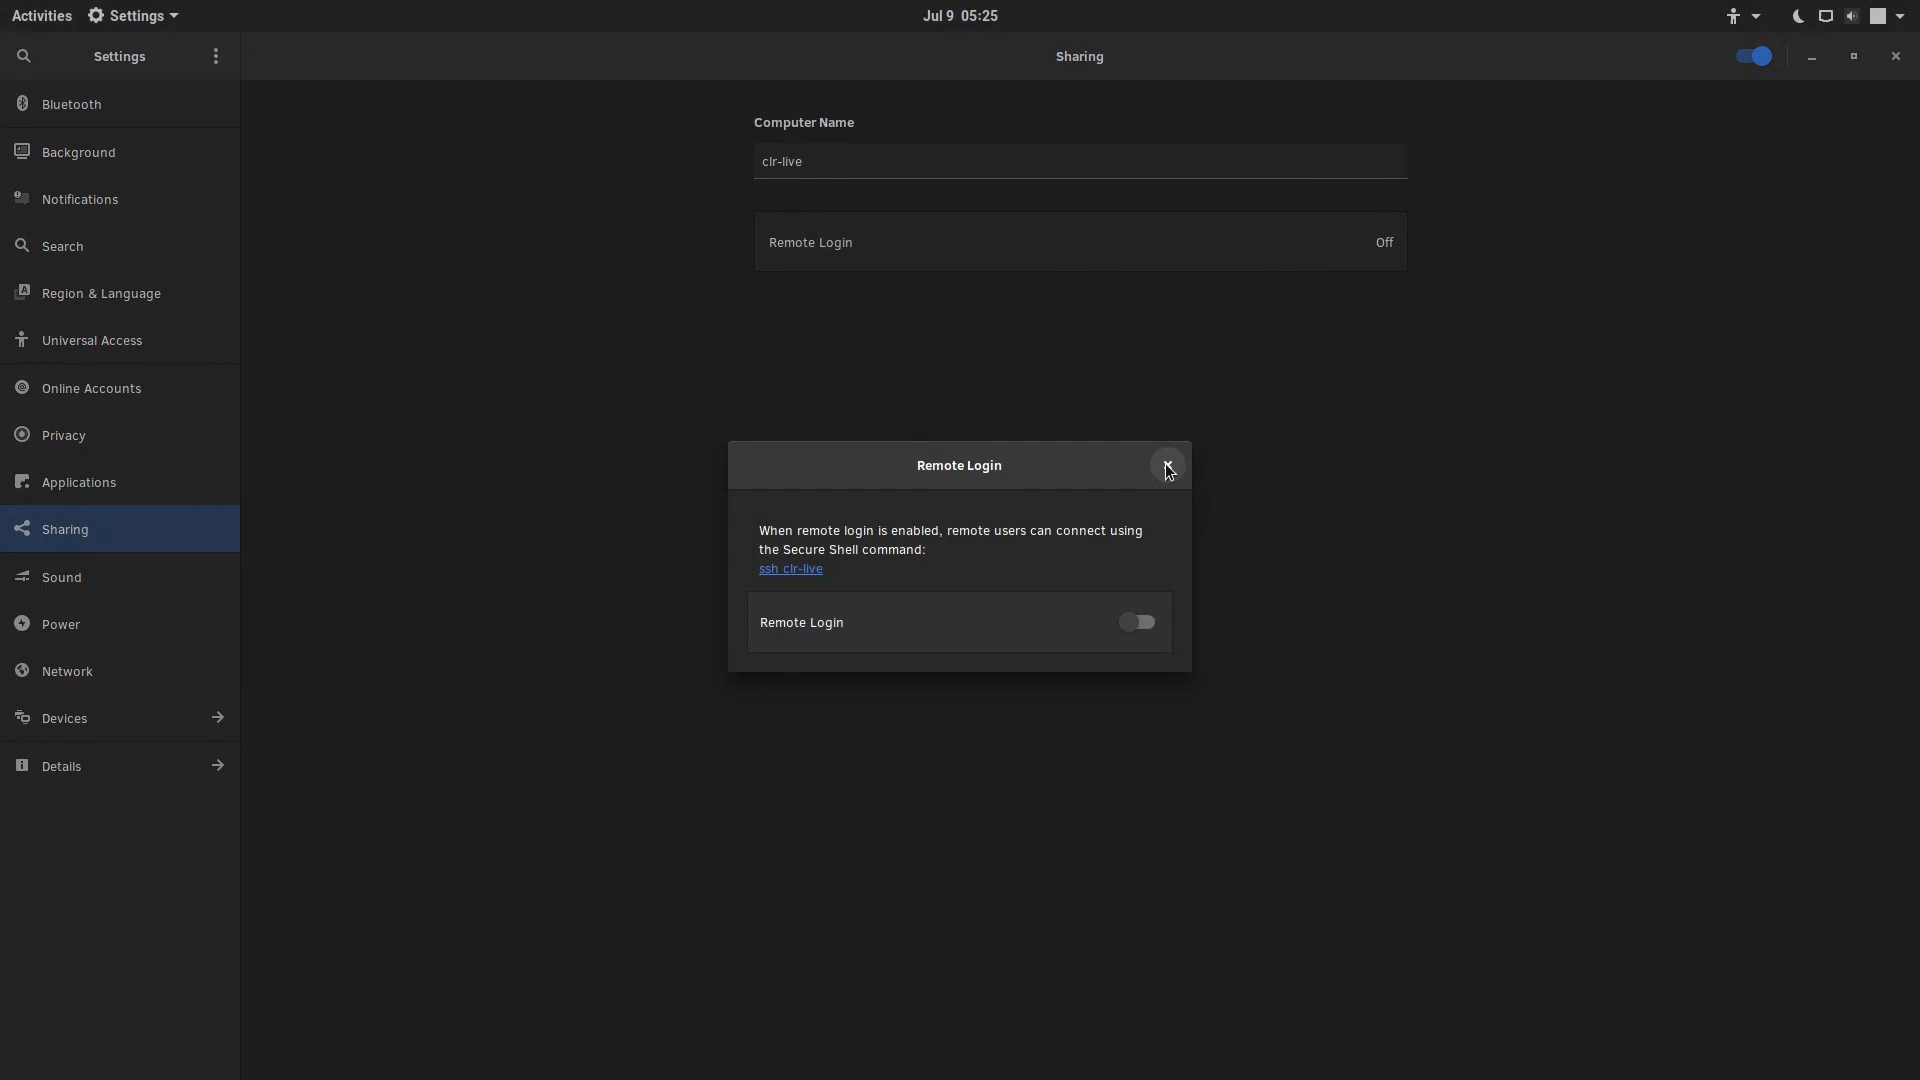 Activities
Settings
Jul 9 05:25
Settings
Sharing
Bluetooth
Background
Notifications
Search
Region & Language
Universal Access
Online Accounts
Privacy
Applications
Sharing
Sound
Power
Network
Devices
Details
Computer Name
clr-live
Remote Login
Off
Remote Login
When remote login is enabled, remote users can connect using
the Secure Shell command:
ssh clr-live
Remote Login